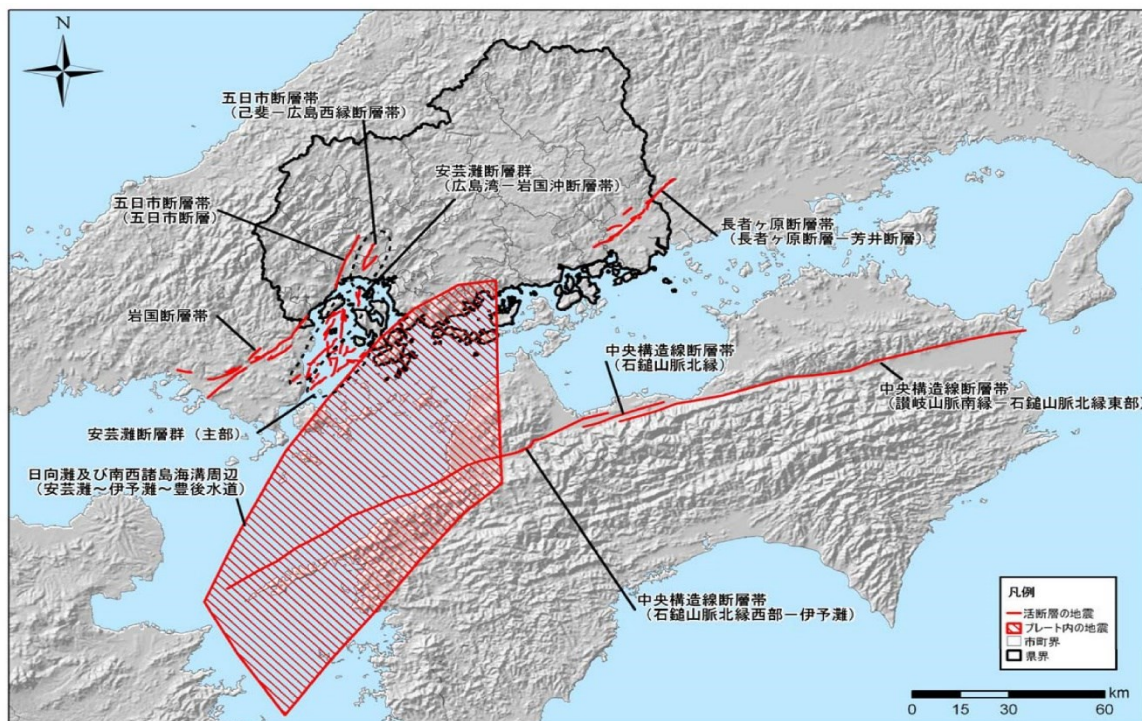 N
五日市断層帯
(己斐－広島西縁断層帯)
安芸灘断層群
(広島湾－岩国沖断層帯)
五日市断層帯
(五日市断層)
長者ヶ原断層帯
(長者ヶ原断層－芳井断層)
岩国断層帯
中央構造線断層帯
(石鎚山脈北縁)
中央構造線断層帯
(讃岐山脈南縁－石鎚山脈北縁東部)
安芸灘断層群 (主部)
日向灘及び南西諸島海溝周辺
(安芸灘～伊予灘～豊後水道)
中央構造線断層帯
(石鎚山脈北縁西部－伊予灘)
凡例
活断層の地震
プレート内の地震
市町界
県界
km
0 15 30 60